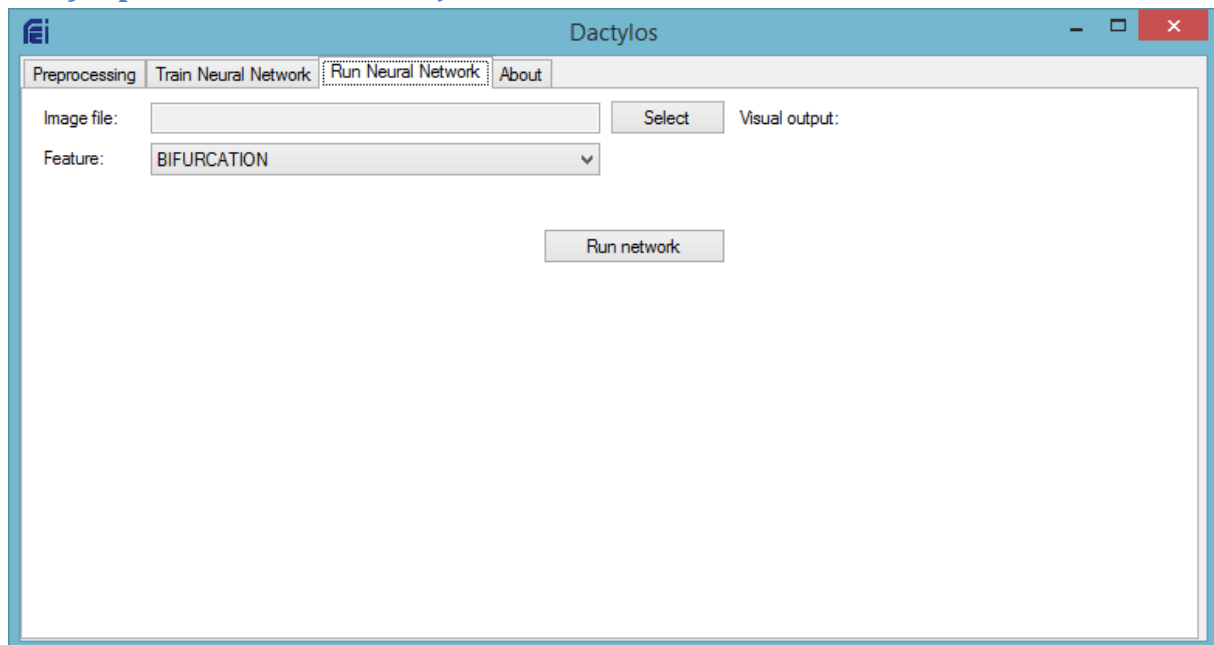 Dactylos
Preprocessing Train Neural Network Run Neural Network About
Image file: Select Visual output:
Feature: BIFURCATION
Run network